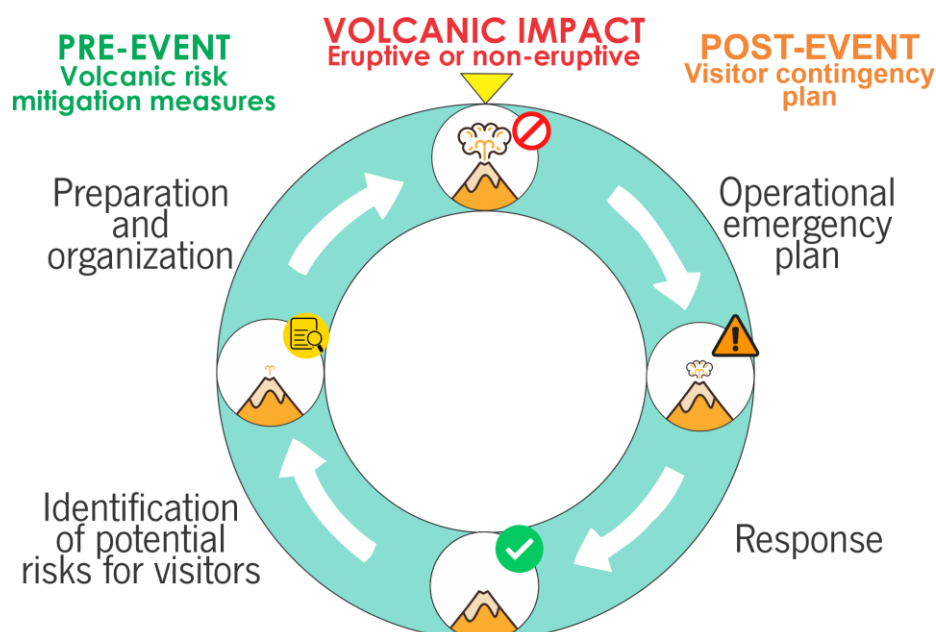 PRE-EVENT
Volcanic risk
mitigation measures
VOLCANIC IMPACT
Eruptive or non-eruptive
POST-EVENT
Visitor contingency
plan
Preparation
and
organization
Operational
emergency
plan
Identification
of potential
risks for visitors
Response